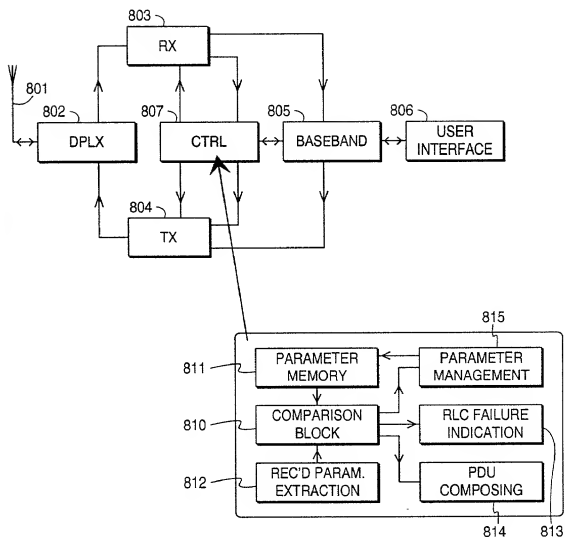 803
RX
801
802
DPLX
807
CTRL
805
BASEBAND
806
USER
INTERFACE
804
TX
815
811
PARAMETER
MEMORY
PARAMETER
MANAGEMENT
810
COMPARISON
BLOCK
RLC FAILURE
INDICATION
812
REC'D PARAM.
EXTRACTION
PDU
COMPOSING
814
813